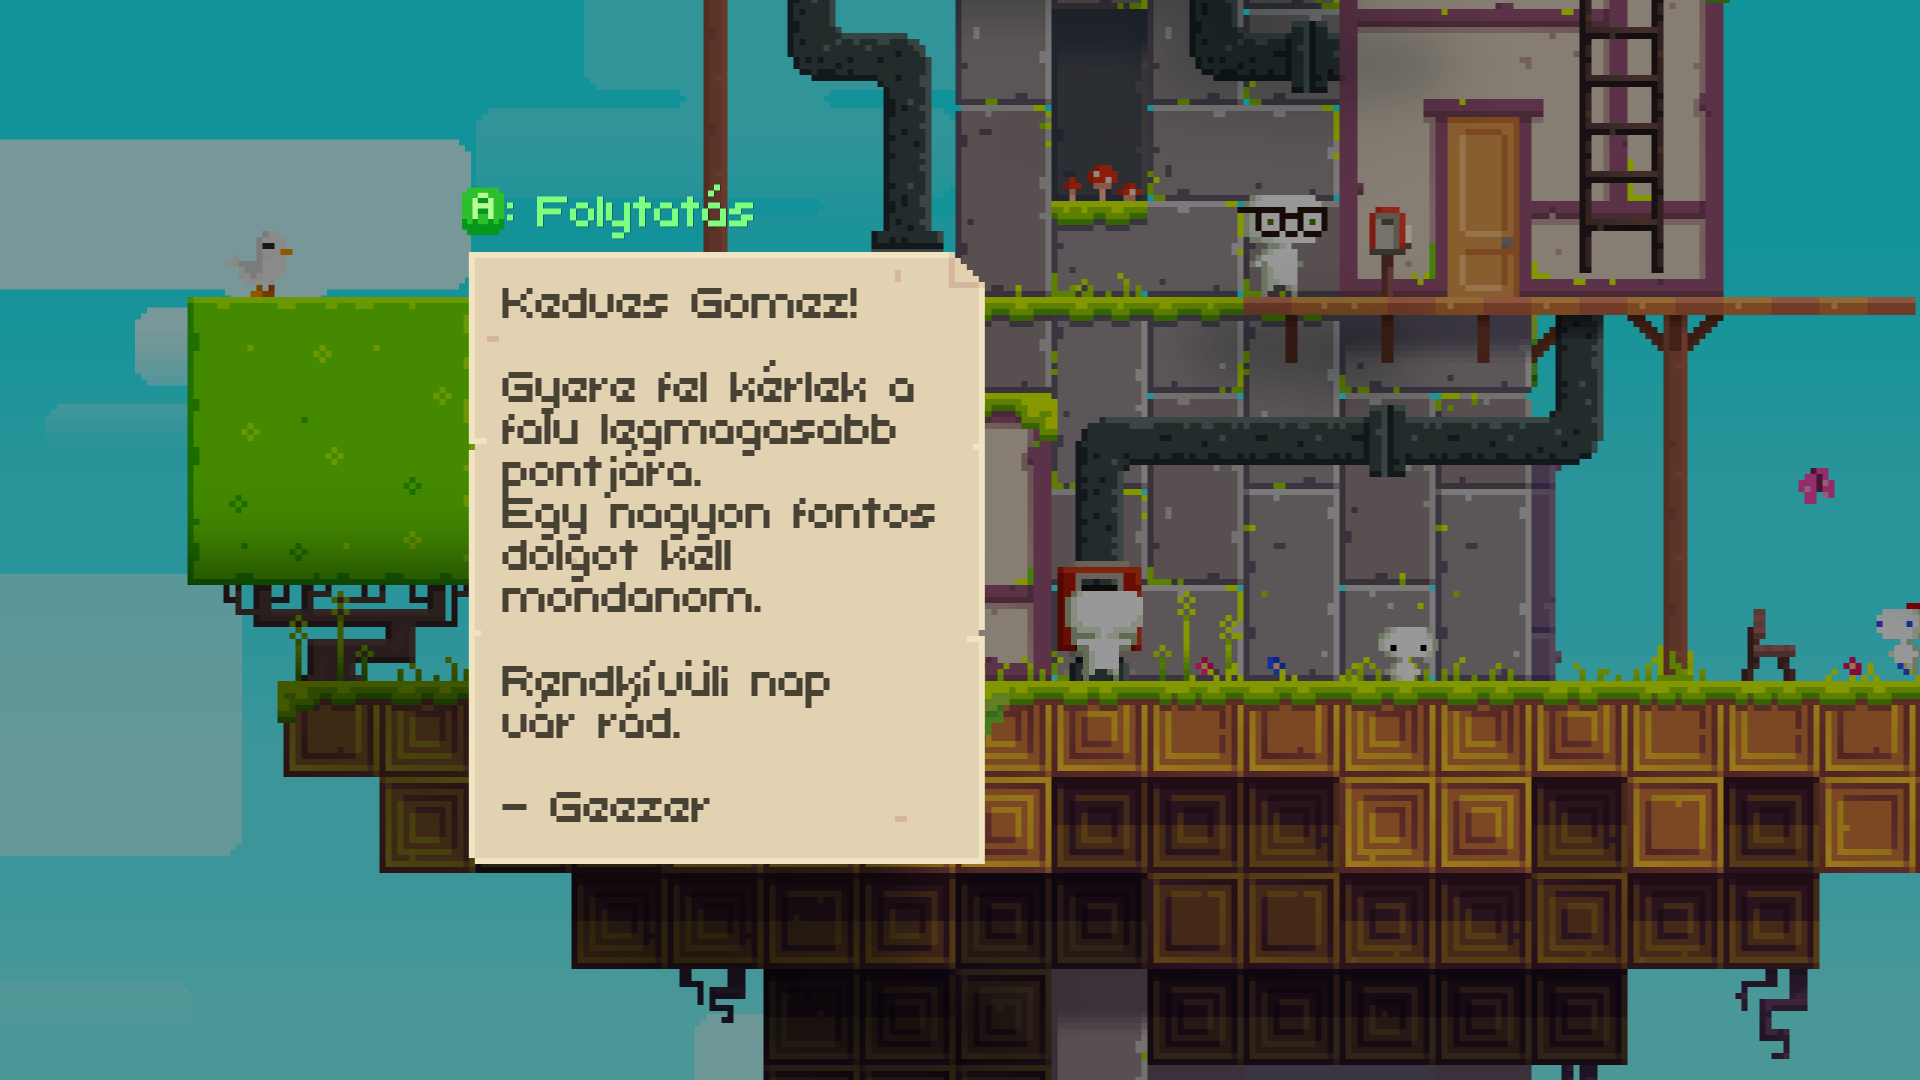 A: Folytatás
Kedves Gomez!
Gyere fel kérlek a
falu legmagasabb
pontjára.
Egy nagyon fontos
dolgot kell
mondanom.
Rendkívüli nap
vár rád.
- Geezer